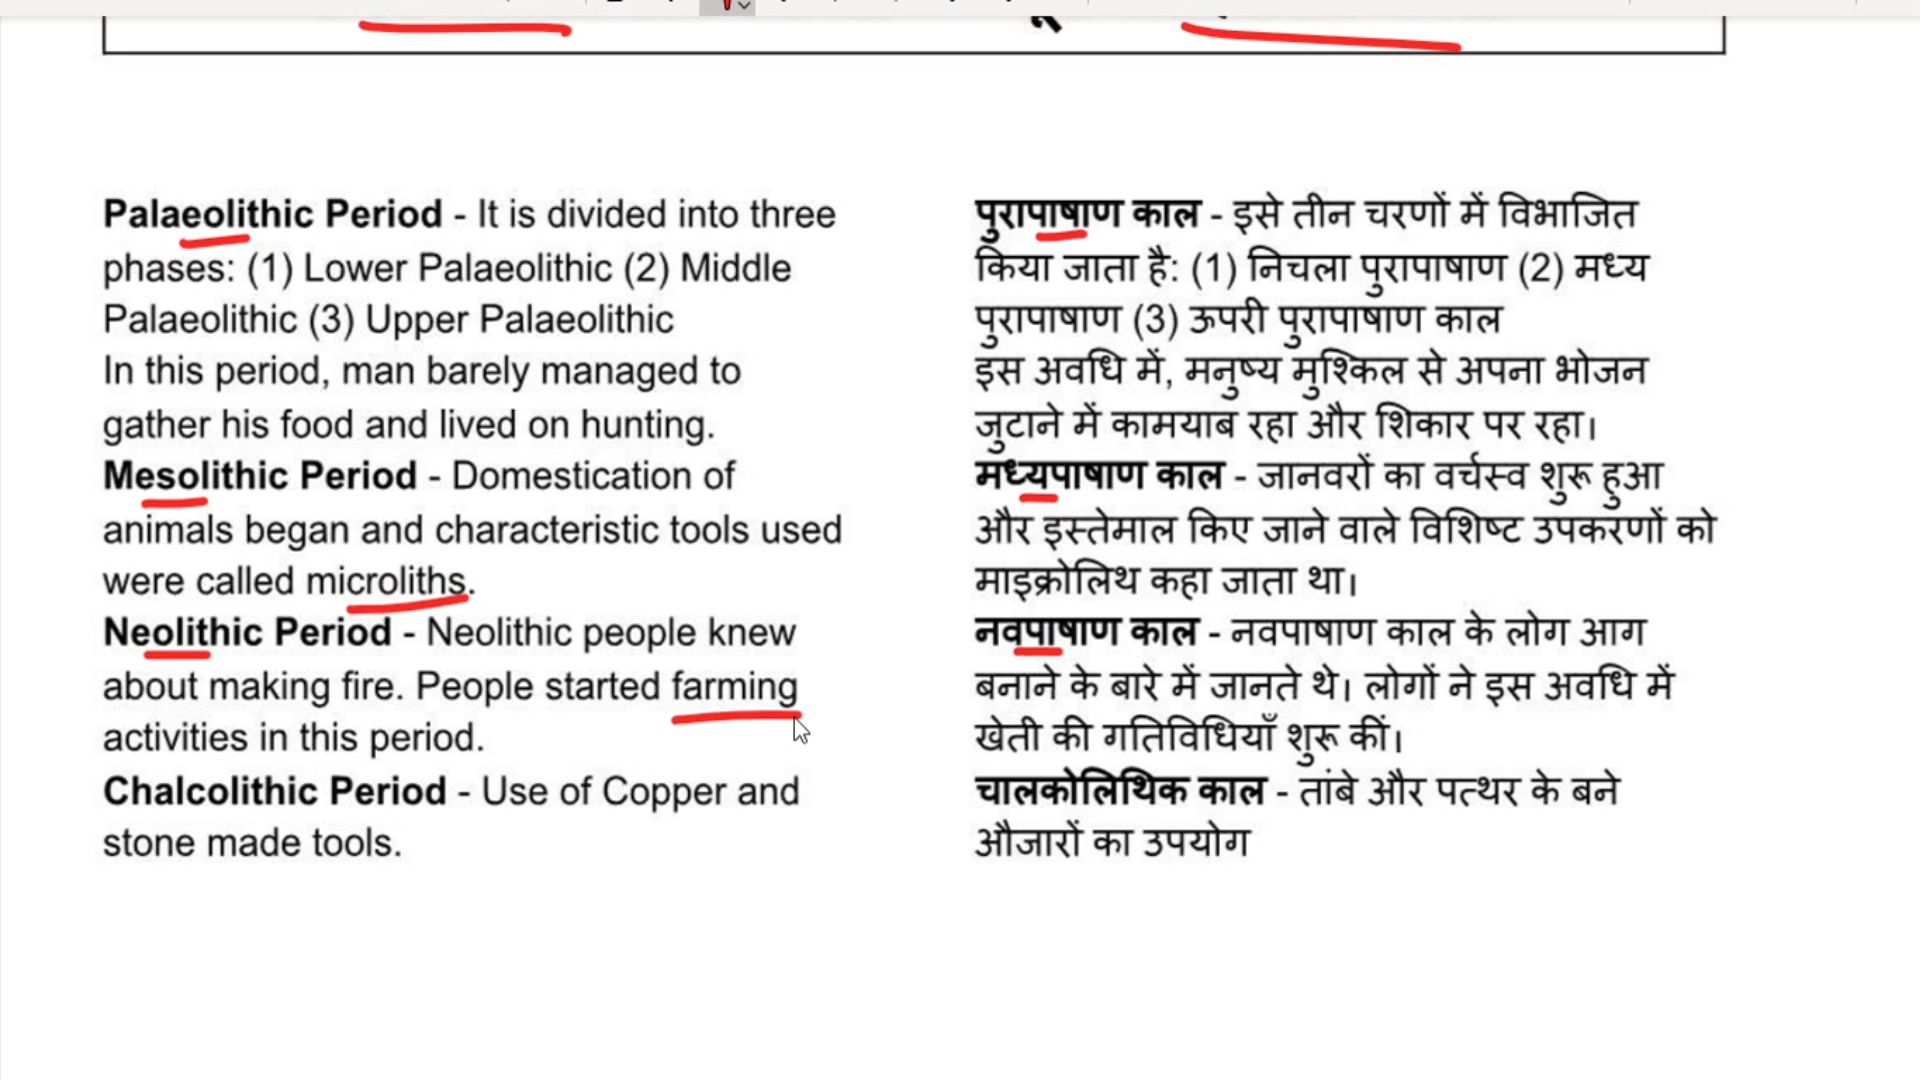 Palaeolithic Period - It is divided into three
phases: (1) Lower Palaeolithic (2) Middle
Palaeolithic (3) Upper Palaeolithic
In this period, man barely managed to
gather his food and lived on hunting.
Mesolithic Period - Domestication of
animals began and characteristic tools used
were called microliths.
Neolithic Period - Neolithic people knew
about making fire. People started farming
activities in this period.
Chalcolithic Period - Use of Copper and
stone made tools.
पुरापाषाण काल - इसे तीन चरणों में विभाजित
किया जाता है: (1) निचला पुरापाषाण (2) मध्य
पुरापाषाण (3) ऊपरी पुरापाषाण काल
इस अवधि में, मनुष्य मुश्किल से अपना भोजन
जुटाने में कामयाब रहा और शिकार पर रहा।
मध्यपाषाण काल - जानवरों का वर्चस्व शुरू हुआ
और इस्तेमाल किए जाने वाले विशिष्ट उपकरणों को
माइक्रोलिथ कहा जाता था।
नवपाषाण काल - नवपाषाण काल के लोग आग
बनाने के बारे में जानते थे। लोगों ने इस अवधि में
खेती की गतिविधियाँ शुरू कीं।
चालकोलिथिक काल - तांबे और पत्थर के बने
औजारों का उपयोग